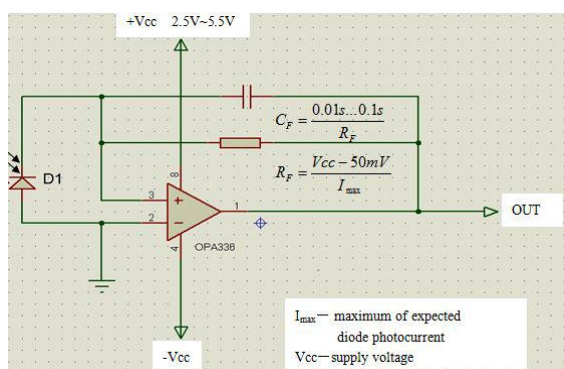 +Vcc 2.5V~5.5V
C_F = 0.01s...0.1s / R_F
R_F = Vcc − 50mV / I_max
D1
8
3
+
1
2
−
4
OPA336
OUT
-Vcc
I_max— maximum of expected
diode photocurrent
Vcc—supply voltage